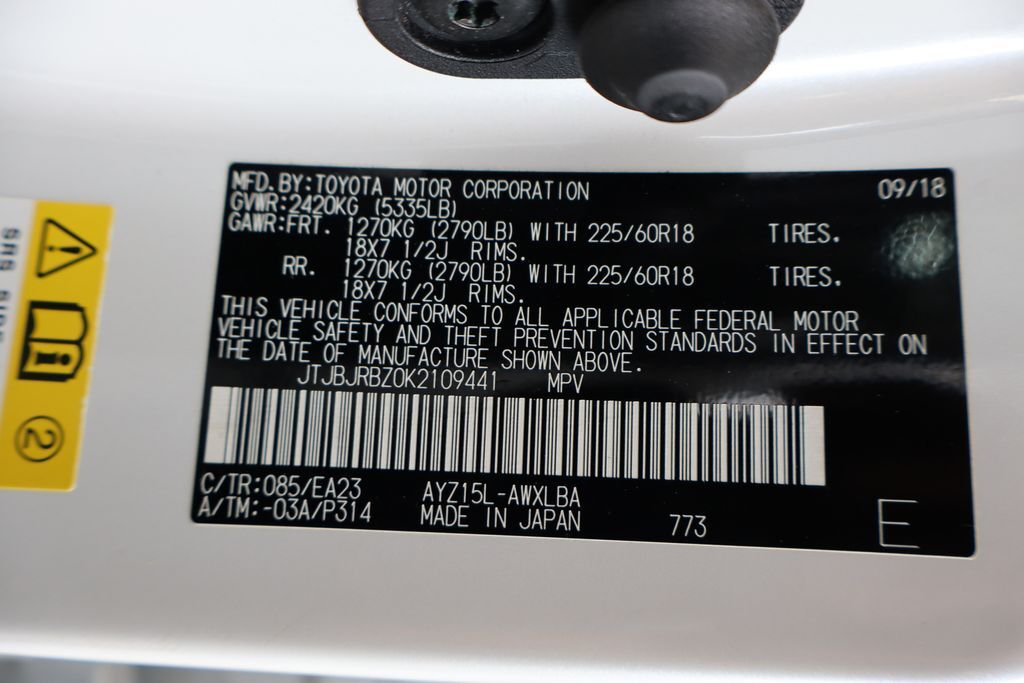 MFD. BY: TOYOTA MOTOR CORPORATION 09/18
GVWR: 2420KG (5335LB)
GAWR: FRT. 1270KG (2790LB) WITH 225/60R18 TIRES.
18X7 1/2J RIMS.
RR. 1270KG (2790LB) WITH 225/60R18 TIRES.
18X7 1/2J RIMS.
THIS VEHICLE CONFORMS TO ALL APPLICABLE FEDERAL MOTOR
VEHICLE SAFETY AND THEFT PREVENTION STANDARDS IN EFFECT ON
THE DATE OF MANUFACTURE SHOWN ABOVE.
JTJBJRBZ0K2109441 MPV
C/TR: 085/EA23 AYZ15L-AWXLBA
A/TM: -03A/P314 MADE IN JAPAN 773
E
2
SRS